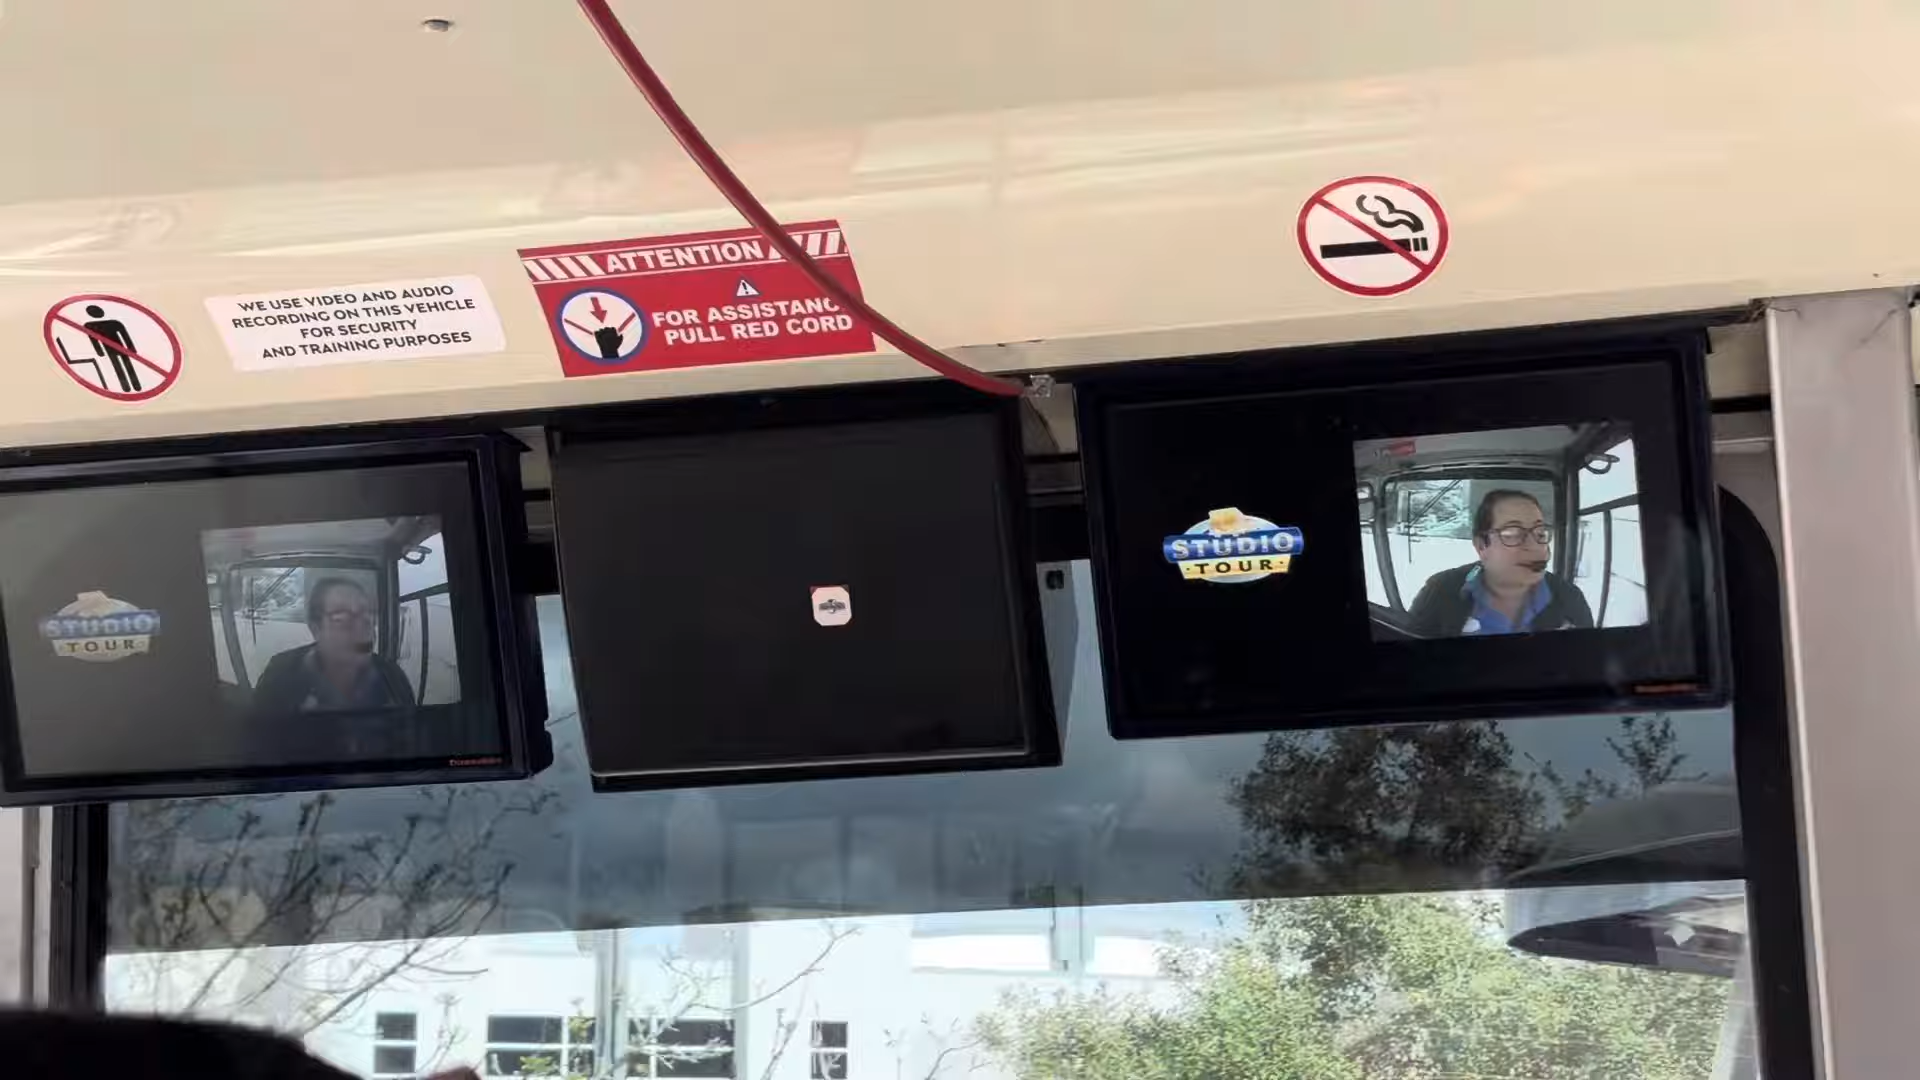 WE USE VIDEO AND AUDIO
RECORDING ON THIS VEHICLE
FOR SECURITY
AND TRAINING PURPOSES
ATTENTION
FOR ASSISTANC
PULL RED CORD
STUDIO
TOUR
STUDIO
TOUR